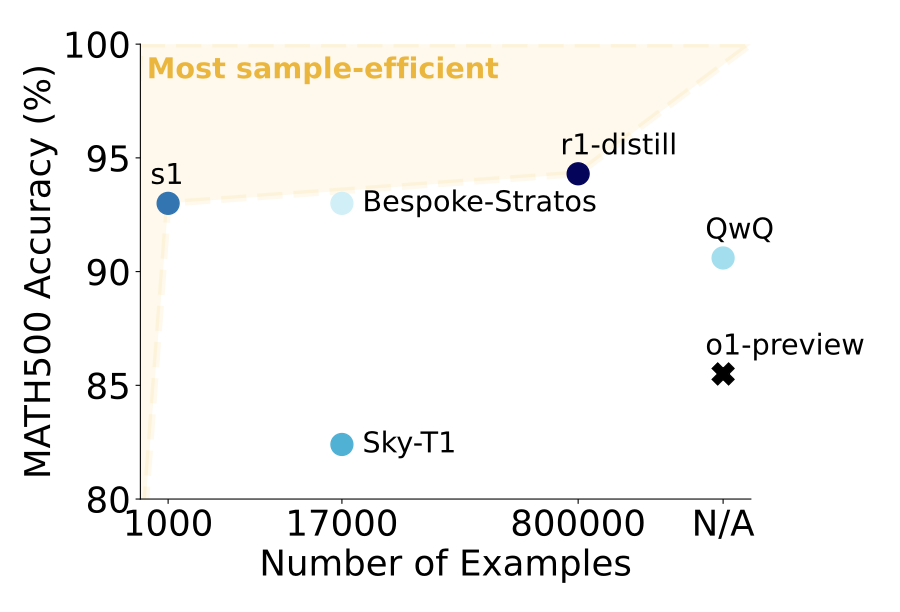 MATH500 Accuracy (%)
100
95
90
85
80
Most sample-efficient
s1
r1-distill
Bespoke-Stratos
QwQ
o1-preview
Sky-T1
1000
17000
800000
N/A
Number of Examples